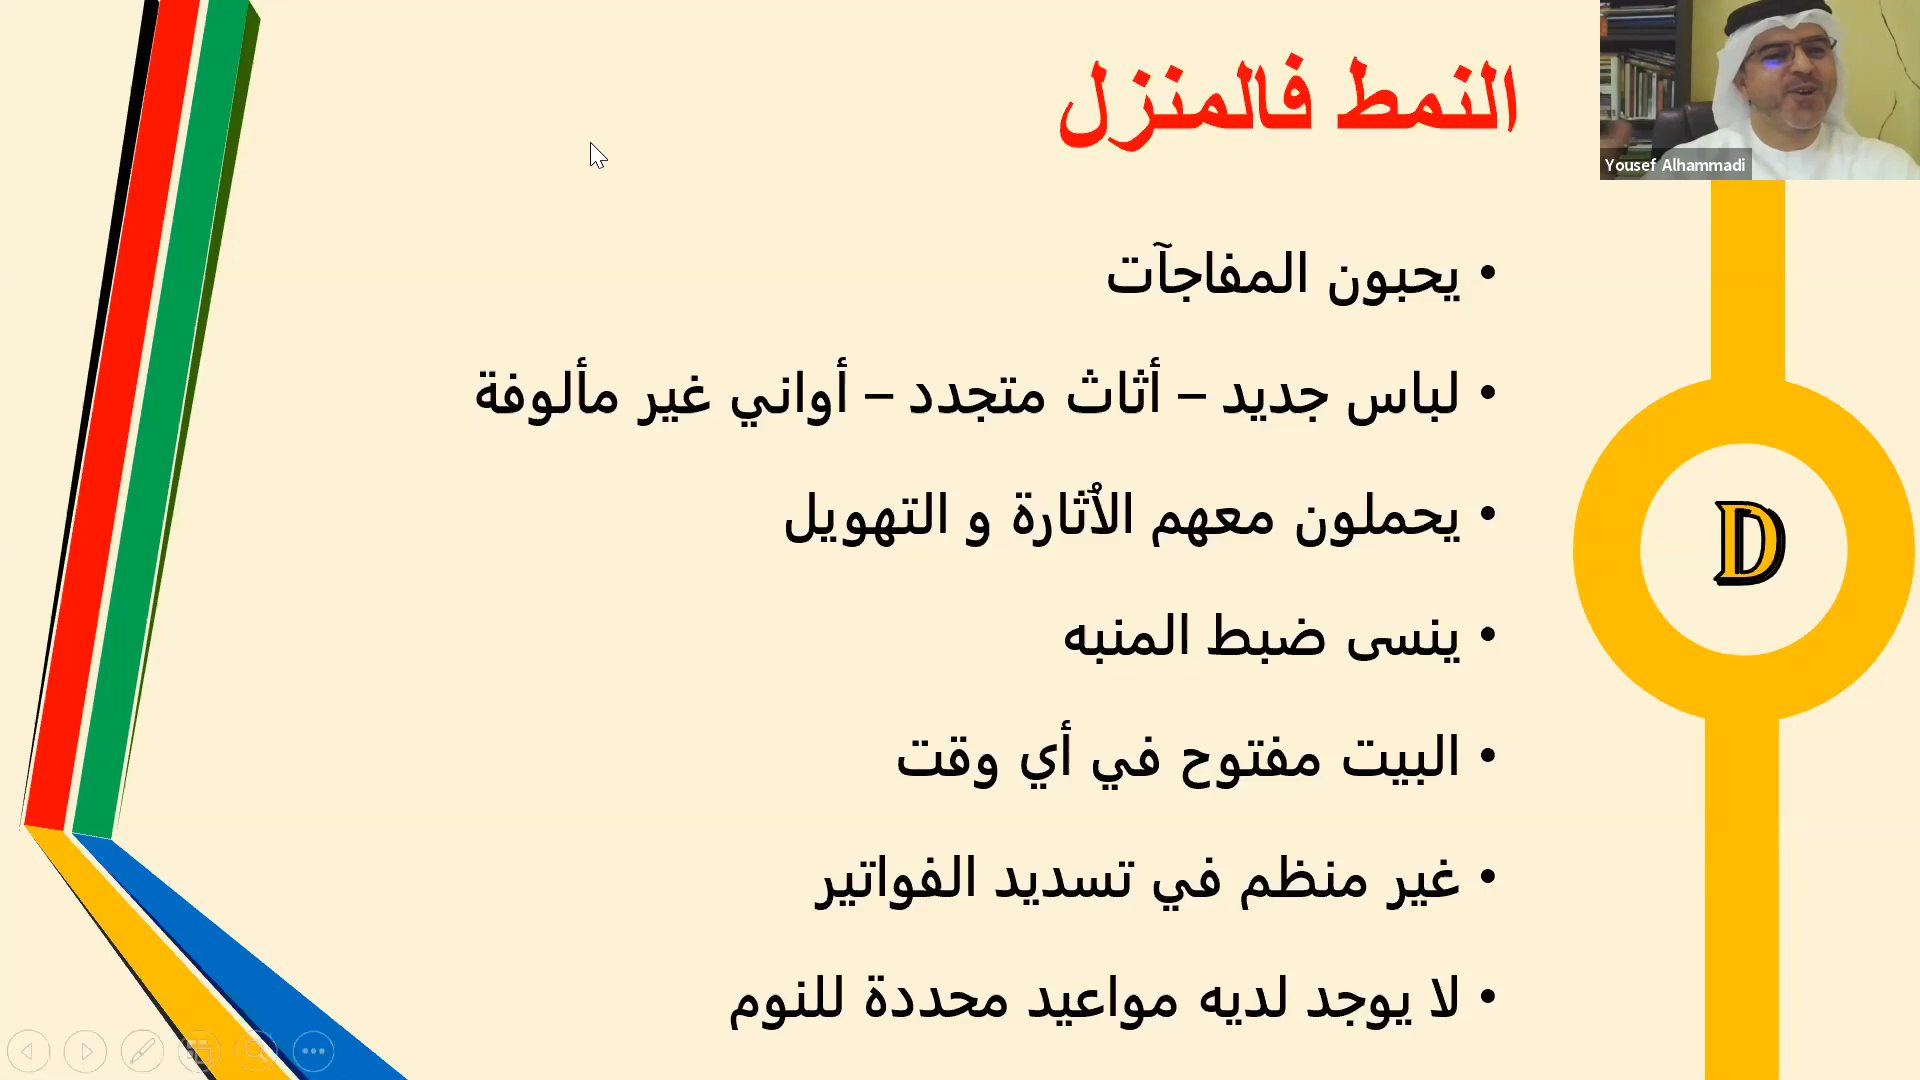 النمط فالمنزل
Yousef Alhammadi
• يحبون المفاجآت
• لباس جديد – أثاث متجدد – أواني غير مألوفة
• يحملون معهم الاْثارة و التهويل
• ينسى ضبط المنبه
• البيت مفتوح في أي وقت
• غير منظم في تسديد الفواتير
• لا يوجد لديه مواعيد محددة للنوم
D